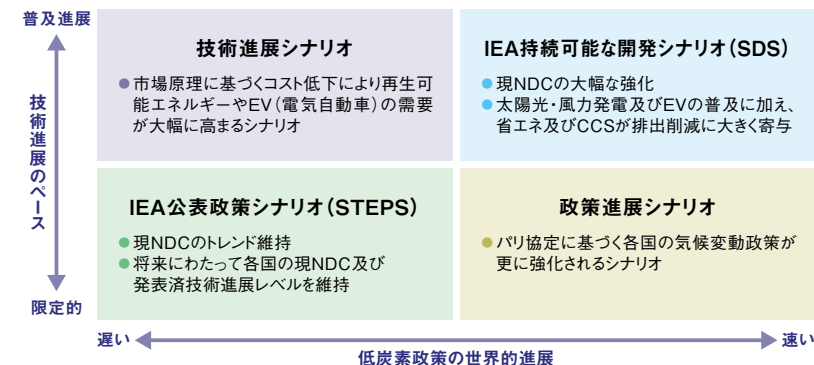 普及進展
技術進展のペース
限定的
技術進展シナリオ
●市場原理に基づくコスト低下により再生可
能エネルギーやEV（電気自動車）の需要
が大幅に高まるシナリオ
IEA持続可能な開発シナリオ（SDS）
●現NDCの大幅な強化
●太陽光・風力発電及びEVの普及に加え、
省エネ及びCCSが排出削減に大きく寄与
IEA公表政策シナリオ（STEPS）
●現NDCのトレンド維持
●将来にわたって各国の現NDC及び
発表済技術進展レベルを維持
政策進展シナリオ
●パリ協定に基づく各国の気候変動政策が
更に強化されるシナリオ
遅い
速い
低炭素政策の世界的進展